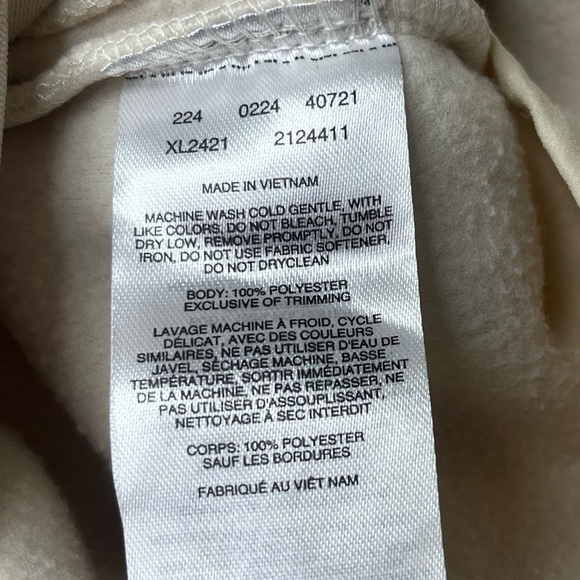 224 0224 40721
XL2421 2124411
MADE IN VIETNAM
MACHINE WASH COLD GENTLE, WITH
LIKE COLORS, DO NOT BLEACH, TUMBLE
DRY LOW, REMOVE PROMPTLY, DO NOT
IRON, DO NOT USE FABRIC SOFTENER,
DO NOT DRYCLEAN
BODY: 100% POLYESTER
EXCLUSIVE OF TRIMMING
LAVAGE MACHINE À FROID, CYCLE
DÉLICAT, AVEC DES COULEURS
SIMILAIRES, NE PAS UTILISER D'EAU DE
JAVEL, SÉCHAGE MACHINE, BASSE
TEMPÉRATURE, SORTIR IMMÉDIATEMENT
DE LA MACHINE, NE PAS REPASSER, NE
PAS UTILISER D'ASSOUPLISSANT,
NETTOYAGE À SEC INTERDIT
CORPS: 100% POLYESTER
SAUF LES BORDURES
FABRIQUÉ AU VIÊT NAM